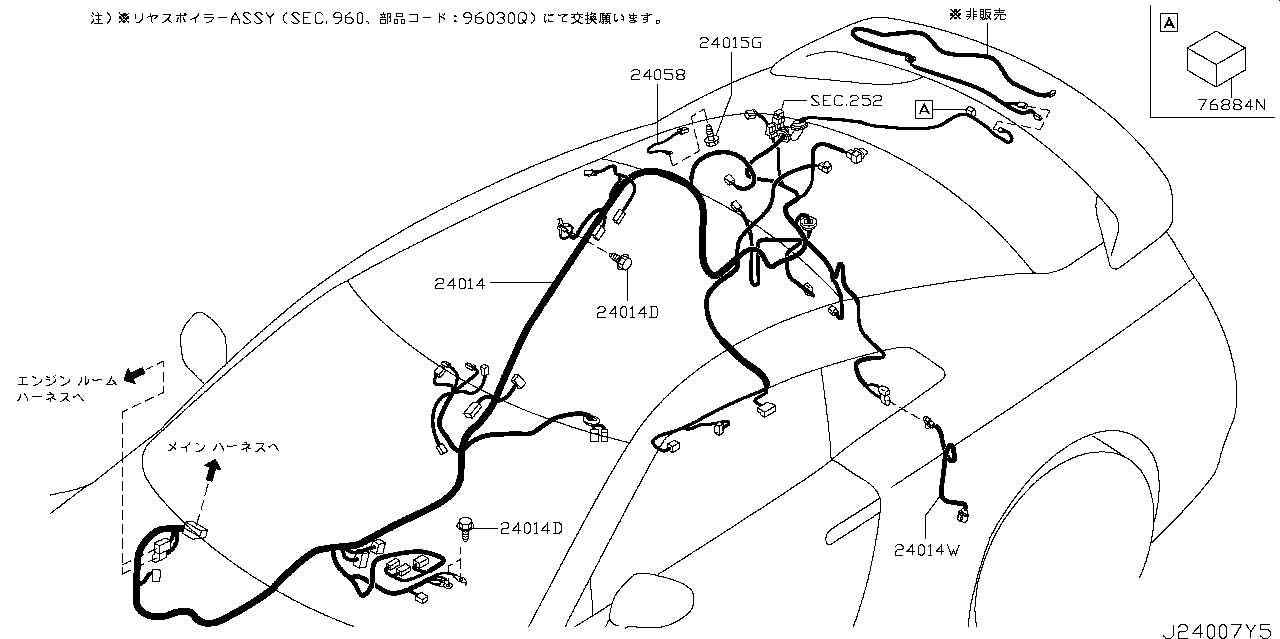 注）※リヤスポイラーASSY（SEC.960、部品コード：96030Q）にて交換願います。
※非販売
A
76884N
24015G
24058
SEC.252
A
24014
24014D
エンジン ルーム
ハーネスへ
メイン ハーネスへ
24014D
24014W
J24007Y5